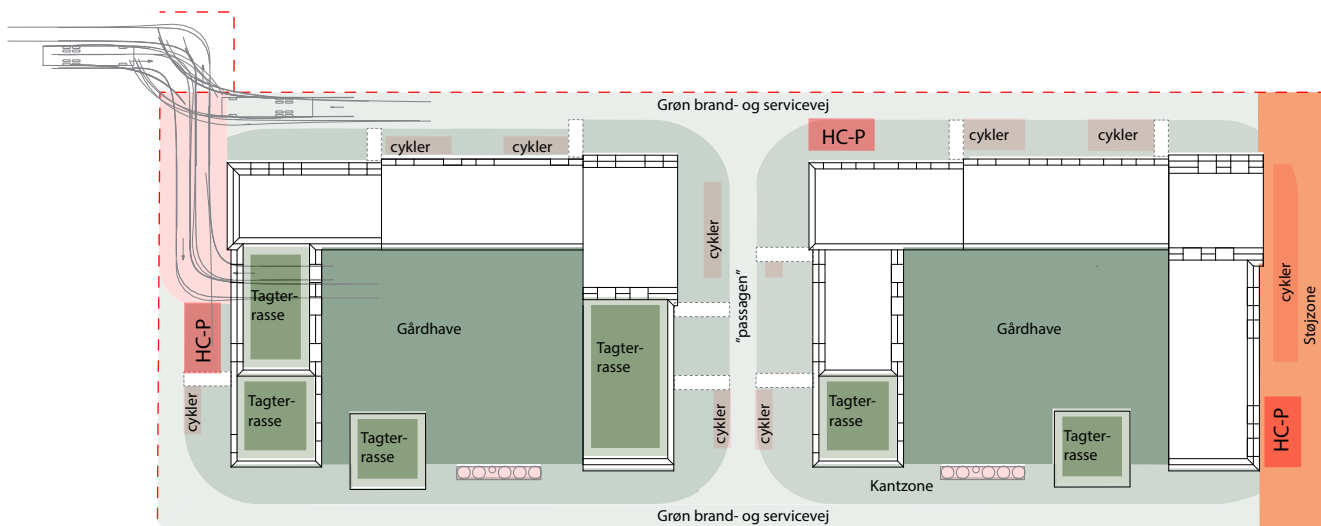 Grøn brand- og servicevej
HC-P
cykler
cykler
cykler
cykler
cykler
cykler
Støjzone
"passagen"
Tagter-
rasse
Gårdhave
Gårdhave
HC-P
Tagter-
rasse
Tagter-
rasse
cykler
Tagter-
rasse
cykler
cykler
Tagter-
rasse
HC-P
Tagter-
rasse
Tagter-
rasse
Kantzone
Grøn brand- og servicevej